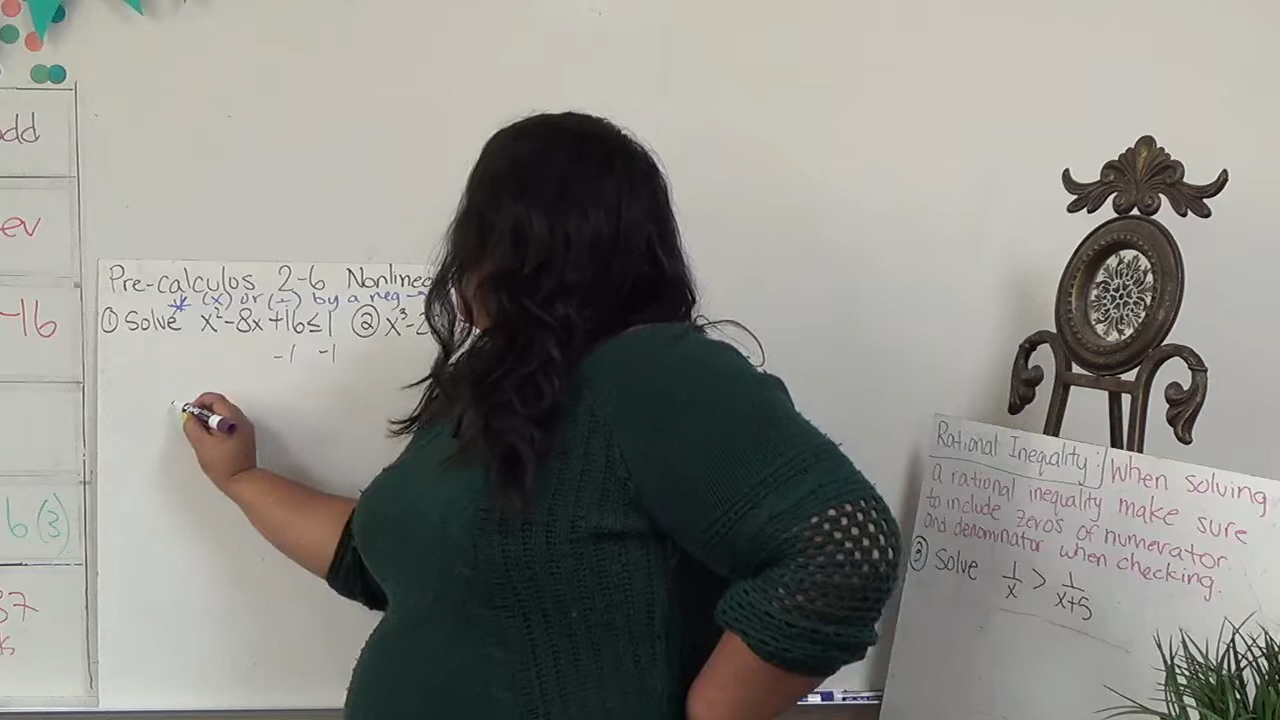 dd
ev
-16
6 (3)
37
Pre-calculus 2-6 Nonline
* (x) or (÷) by a neg →
① Solve x²-8x+16≤1 ② x³-2
-1 -1
Rational Inequality: When solving
a rational inequality make sure
to include zeros of numerator
and denominator when checking.
③ Solve 1/x > 1/x+5